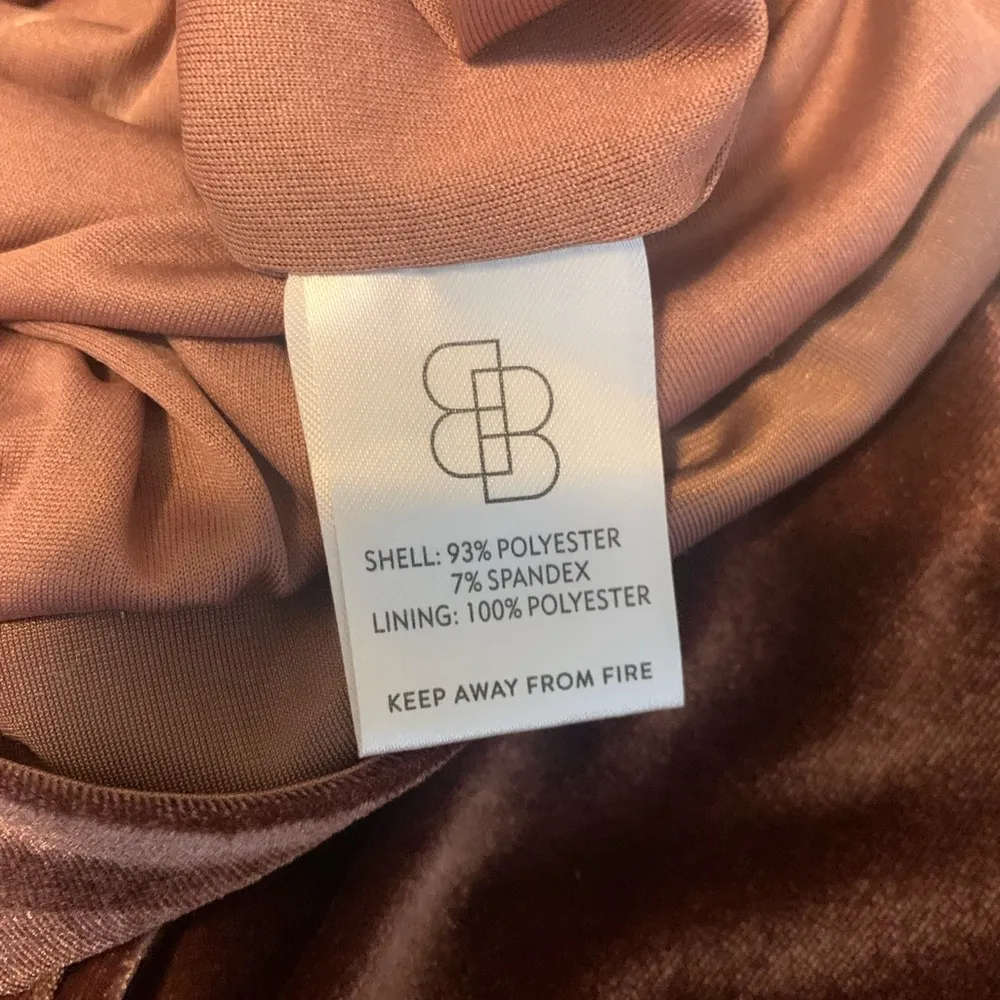 SHELL: 93% POLYESTER
7% SPANDEX
LINING: 100% POLYESTER
KEEP AWAY FROM FIRE